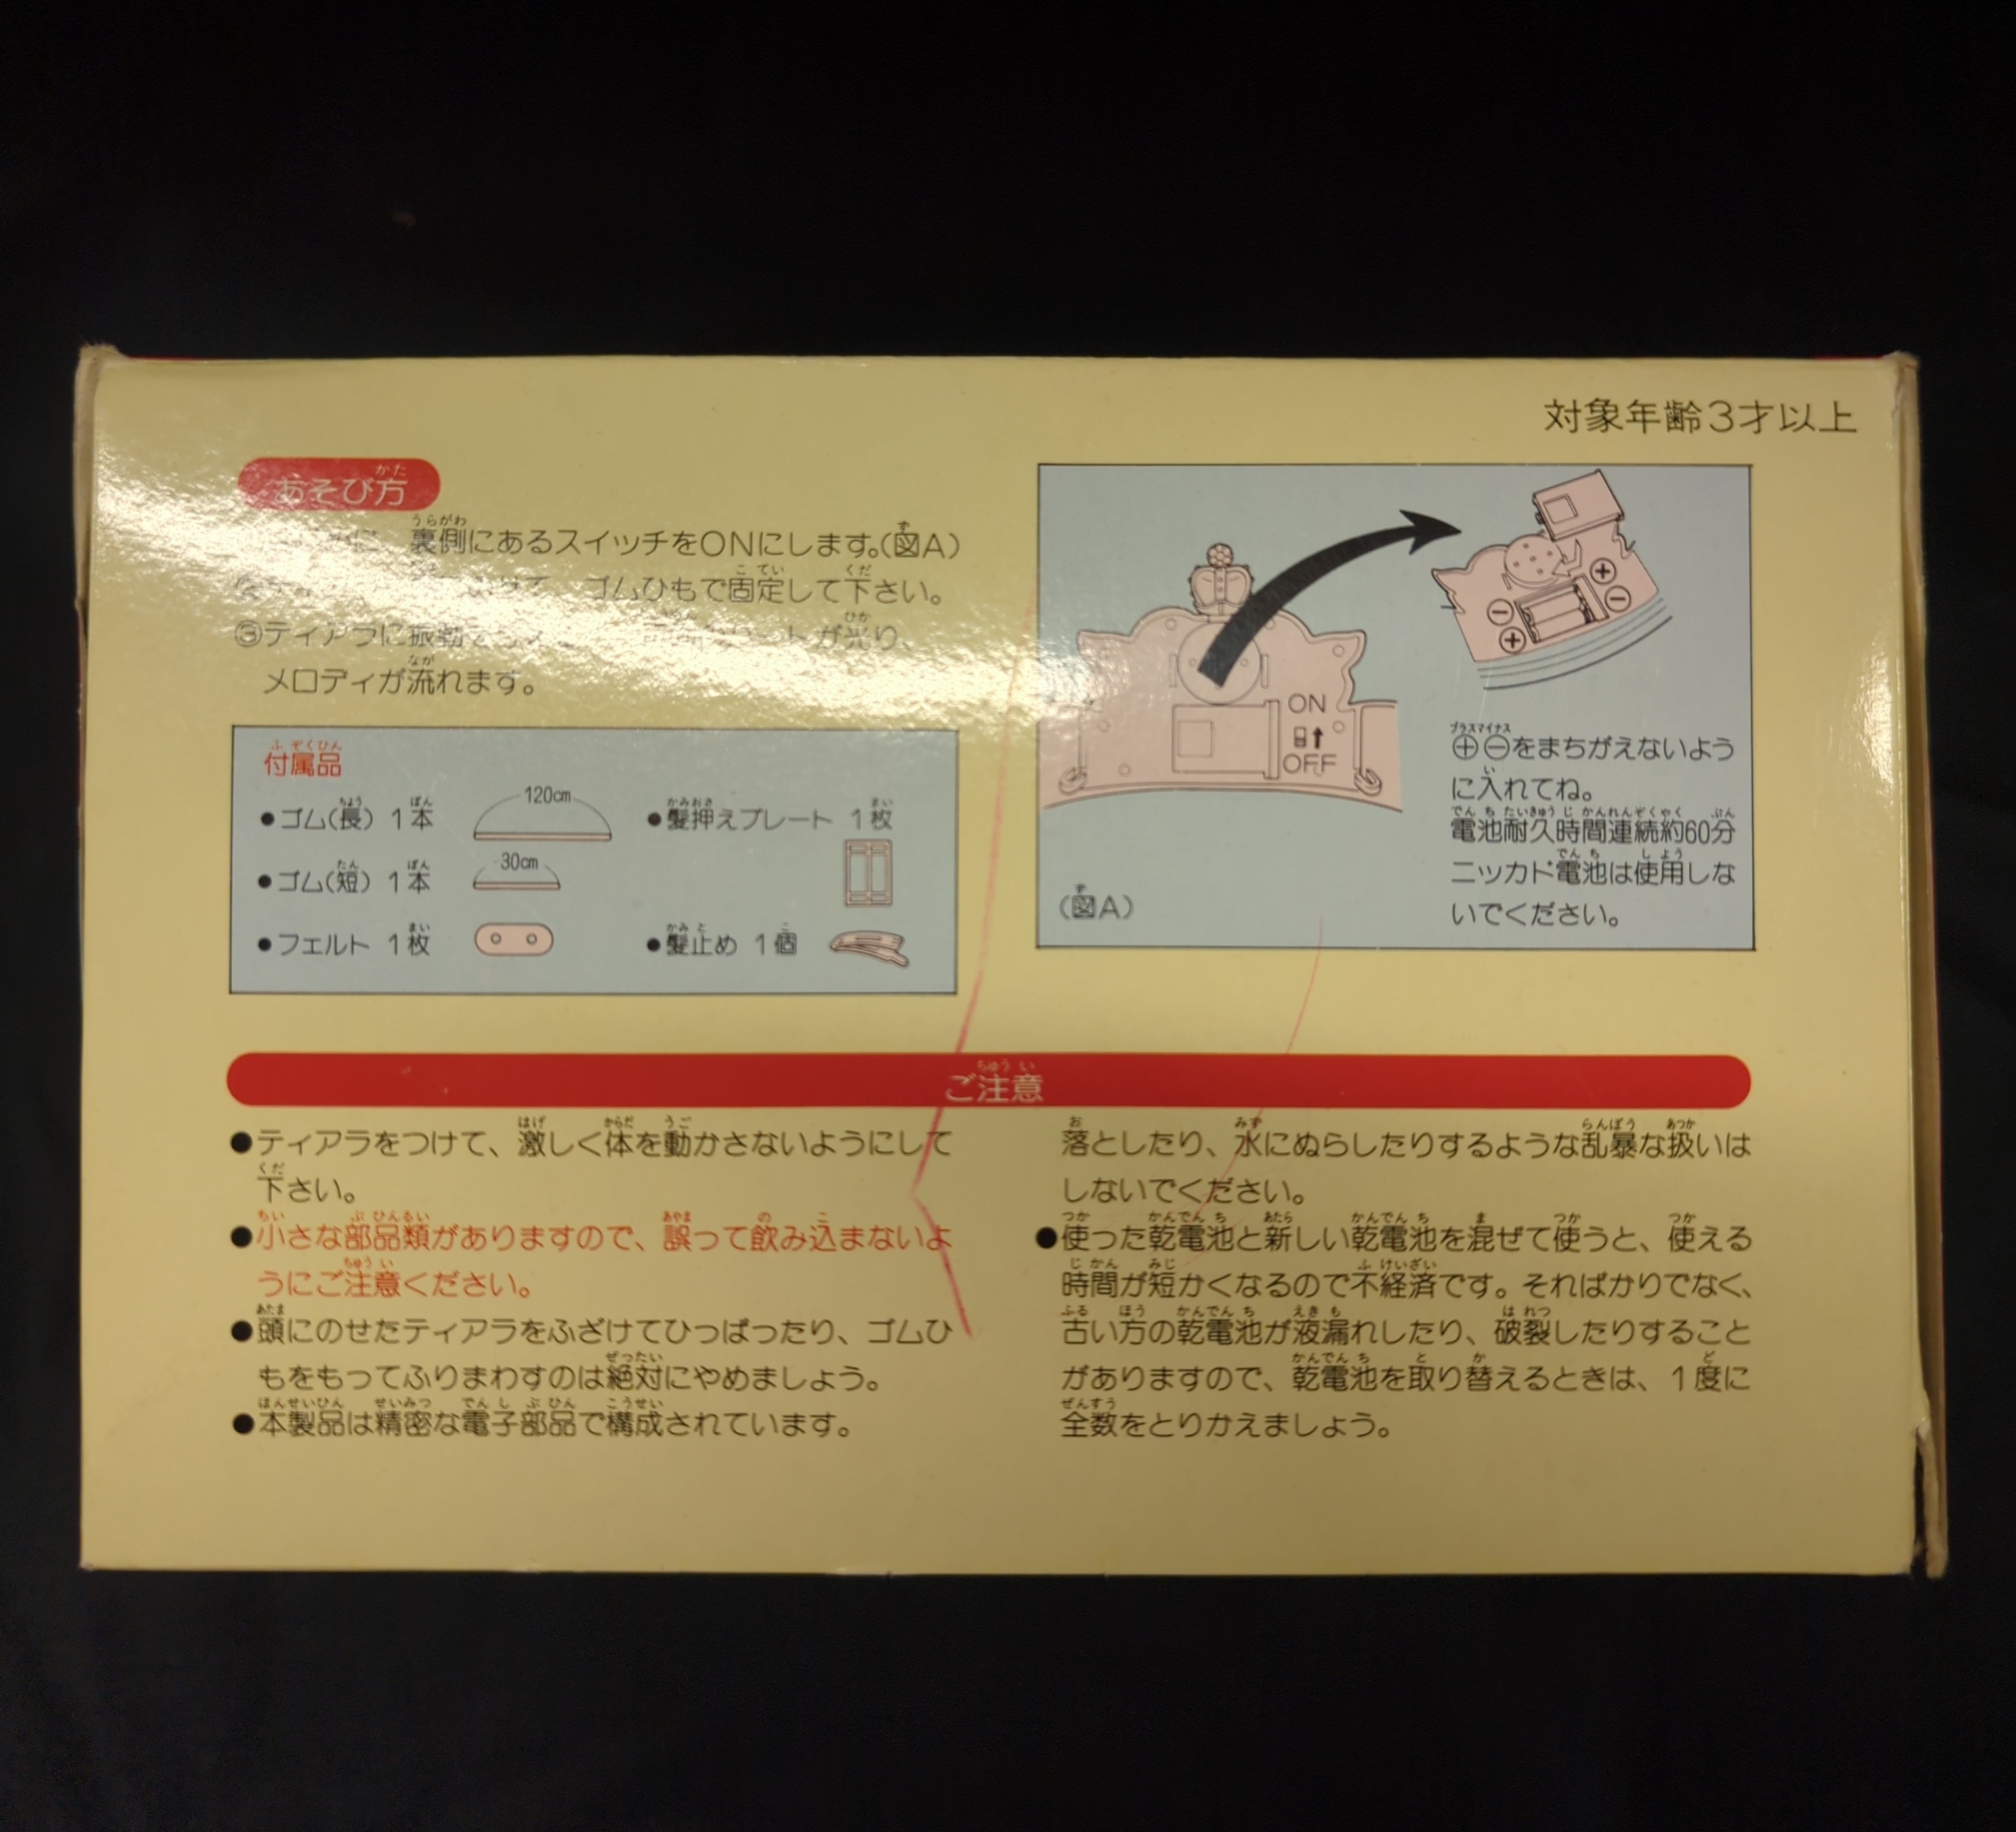 対象年齢3才以上
あそび方
裏側にあるスイッチをONにします。(図A)
ゴムひもで固定して下さい。
③ティアラに振動 が光り、
メロディが流れます。
付属品
●ゴム(長) 1本
120cm
●髪押えプレート 1枚
●ゴム(短) 1本
30cm
●フェルト 1枚
●髪止め 1個
ON
OFF
(図A)
⊕⊖をまちがえないよう
に入れてね。
電池耐久時間連続約60分
ニッカド電池は使用しな
いでください。
ご注意
●ティアラをつけて、激しく体を動かさないようにして
下さい。
●小さな部品類がありますので、誤って飲み込まないよ
うにご注意ください。
●頭にのせたティアラをふざけてひっぱったり、ゴムひ
もをもってふりまわすのは絶対にやめましょう。
●本製品は精密な電子部品で構成されています。
落としたり、水にぬらしたりするような乱暴な扱いは
しないでください。
●使った乾電池と新しい乾電池を混ぜて使うと、使える
時間が短かくなるので不経済です。そればかりでなく、
古い方の乾電池が液漏れしたり、破裂したりすること
がありますので、乾電池を取り替えるときは、1度に
全数をとりかえましょう。